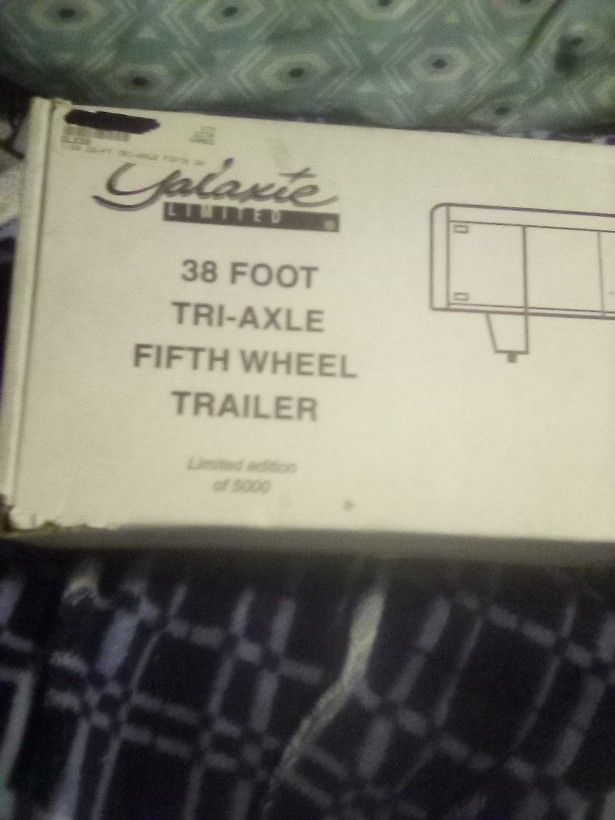 Galaxie
LIMITED ®
38 FOOT
TRI-AXLE
FIFTH WHEEL
TRAILER
Limited edition
of 5000